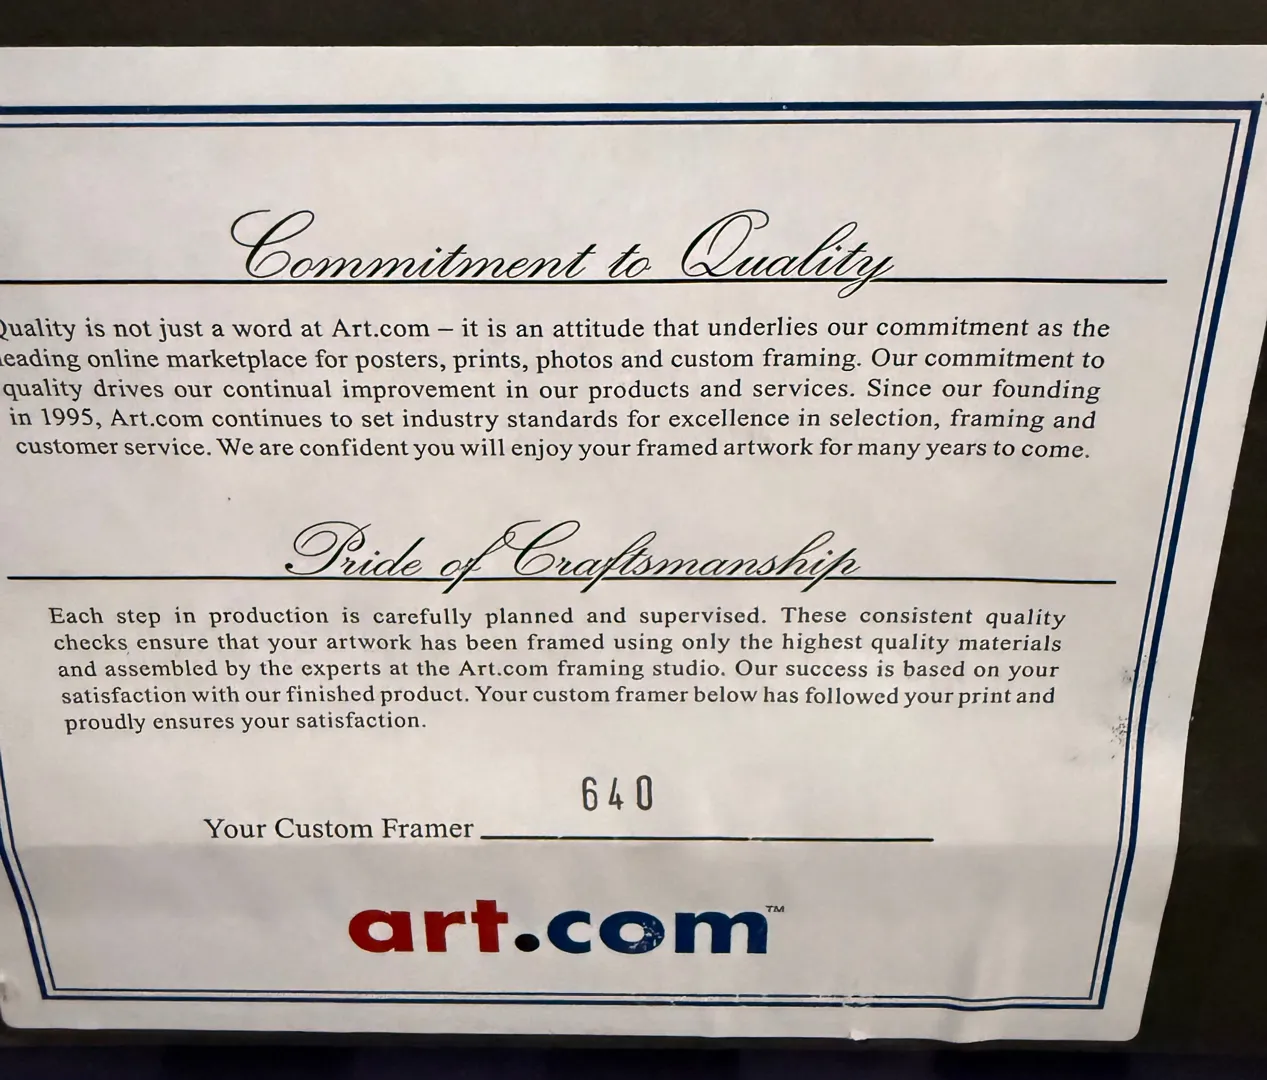 Commitment to Quality
Quality is not just a word at Art.com – it is an attitude that underlies our commitment as the
leading online marketplace for posters, prints, photos and custom framing. Our commitment to
quality drives our continual improvement in our products and services. Since our founding
in 1995, Art.com continues to set industry standards for excellence in selection, framing and
customer service. We are confident you will enjoy your framed artwork for many years to come.
Pride of Craftsmanship
Each step in production is carefully planned and supervised. These consistent quality
checks ensure that your artwork has been framed using only the highest quality materials
and assembled by the experts at the Art.com framing studio. Our success is based on your
satisfaction with our finished product. Your custom framer below has followed your print and
proudly ensures your satisfaction.
640
Your Custom Framer
art.com™